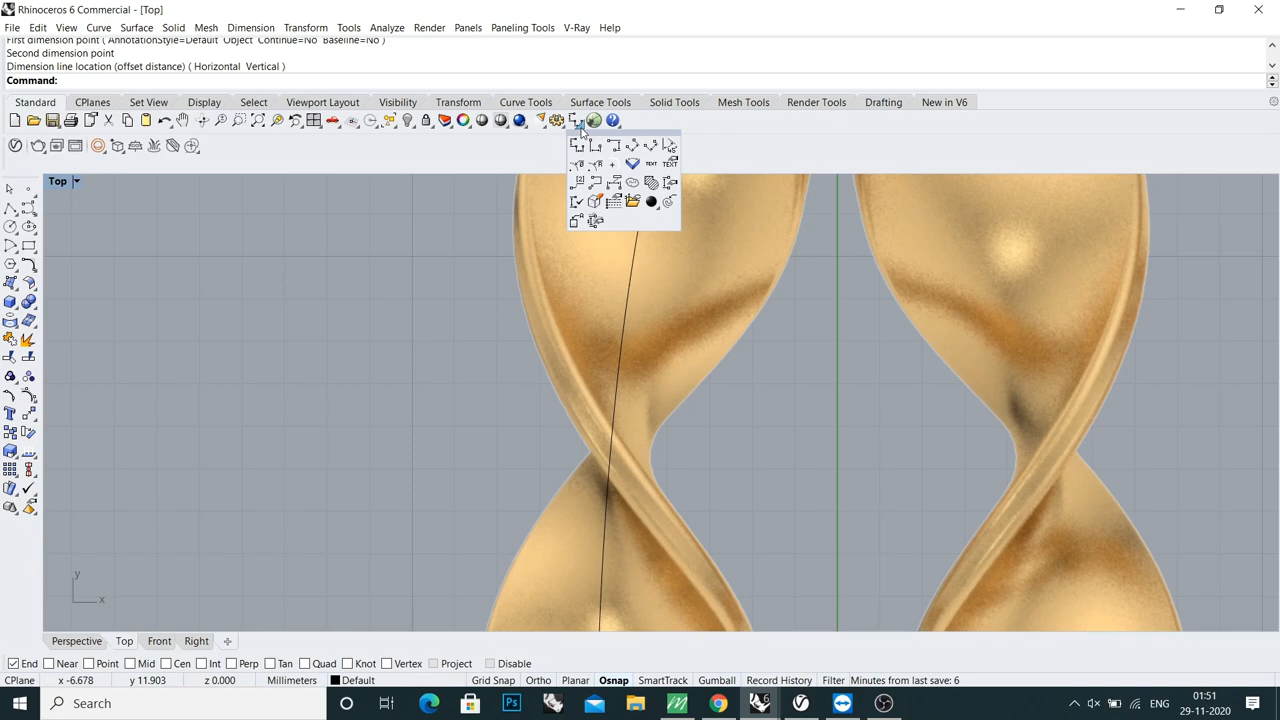 Rhinoceros 6 Commercial - [Top]
File Edit View Curve Surface Solid Mesh Dimension Transform Tools Analyze Render Panels Paneling Tools V-Ray Help
First dimension point ( AnnotationStyle=Default Object Continue=No Baseline=No )
Second dimension point
Dimension line location (offset distance) ( Horizontal Vertical )
Command:
Standard CPlanes Set View Display Select Viewport Layout Visibility Transform Curve Tools Surface Tools Solid Tools Mesh Tools Render Tools Drafting New in V6
TEXT TEXT
Top
y
x
Perspective Top Front Right
End Near Point Mid Cen Int Perp Tan Quad Knot Vertex Project Disable
CPlane x -6.678 y 11.903 z 0.000 Millimeters Default Grid Snap Ortho Planar Osnap SmartTrack Gumball Record History Filter Minutes from last save: 6
Search Ps 6 ENG 01:51
29-11-2020